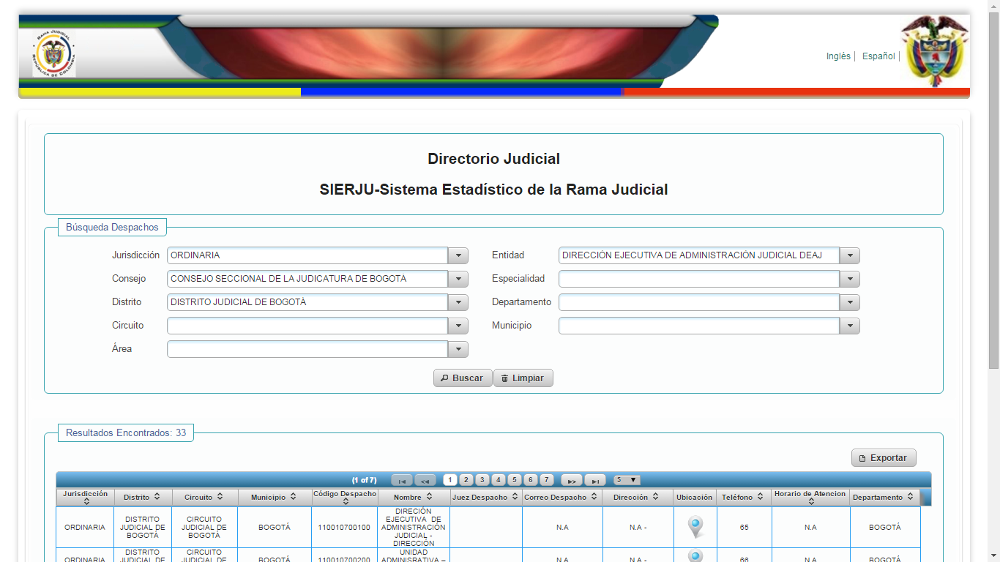 RAMA JUDICIAL
REPÚBLICA DE COLOMBIA
Inglés | Español |
Directorio Judicial
SIERJU-Sistema Estadístico de la Rama Judicial
Búsqueda Despachos
Jurisdicción ORDINARIA Entidad DIRECCIÓN EJECUTIVA DE ADMINISTRACIÓN JUDICIAL DEAJ
Consejo CONSEJO SECCIONAL DE LA JUDICATURA DE BOGOTÁ Especialidad
Distrito DISTRITO JUDICIAL DE BOGOTÁ Departamento
Circuito Municipio
Área
Buscar Limpiar
Resultados Encontrados: 33
Exportar
(1 of 7) 1 2 3 4 5 6 7 5
Jurisdicción Distrito Circuito Municipio Código Despacho Nombre Juez Despacho Correo Despacho Dirección Ubicación Teléfono Horario de Atencion Departamento
ORDINARIA
DISTRITO
JUDICIAL DE
BOGOTÁ
CIRCUITO
JUDICIAL DE
BOGOTÁ
BOGOTÁ
110010700100
DIRECIÓN
EJECUTIVA DE
ADMINISTRACIÓN
JUDICIAL -
DIRECCIÓN
N.A
N.A -
65
N.A
BOGOTÁ
ORDINARIA
DISTRITO
JUDICIAL DE
CIRCUITO
JUDICIAL DE
BOGOTÁ
110010700200
UNIDAD
ADMINSRATIVA –
N.A
N.A -
66
N.A
BOGOTÁ